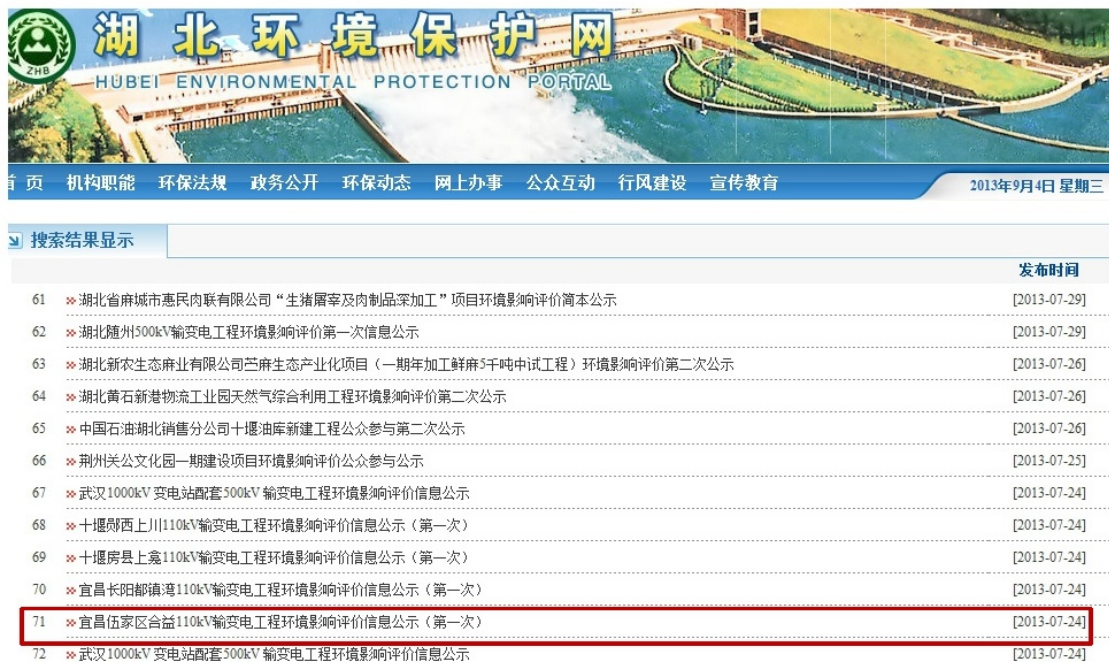 湖北环境保护网
ZHB
HUBEI ENVIRONMENTAL PROTECTION PORTAL
首 页 机构职能 环保法规 政务公开 环保动态 网上办事 公众互动 行风建设 宣传教育 2013年9月4日 星期三
搜索结果显示
发布时间
61 湖北省麻城市惠民肉联有限公司“生猪屠宰及肉制品深加工”项目环境影响评价简本公示 [2013-07-29]
62 湖北随州500kV输变电工程环境影响评价第一次信息公示 [2013-07-29]
63 湖北新农生态麻业有限公司苎麻生态产业化项目（一期年加工鲜麻5千吨中试工程）环境影响评价第二次公示 [2013-07-26]
64 湖北黄石新港物流工业园天然气综合利用工程环境影响评价第二次公示 [2013-07-26]
65 中国石油湖北销售分公司十堰油库新建工程公众参与第二次公示 [2013-07-26]
66 荆州关公文化园一期建设项目环境影响评价公众参与公示 [2013-07-25]
67 武汉1000kV 变电站配套500kV 输变电工程环境影响评价信息公示 [2013-07-24]
68 十堰郧西上川110kV输变电工程环境影响评价信息公示（第一次） [2013-07-24]
69 十堰房县上龛110kV输变电工程环境影响评价信息公示（第一次） [2013-07-24]
70 宜昌长阳都镇湾110kV输变电工程环境影响评价信息公示（第一次） [2013-07-24]
71 宜昌伍家区合益110kV输变电工程环境影响评价信息公示（第一次） [2013-07-24]
72 武汉1000kV 变电站配套500kV 输变电工程环境影响评价信息公示 [2013-07-24]